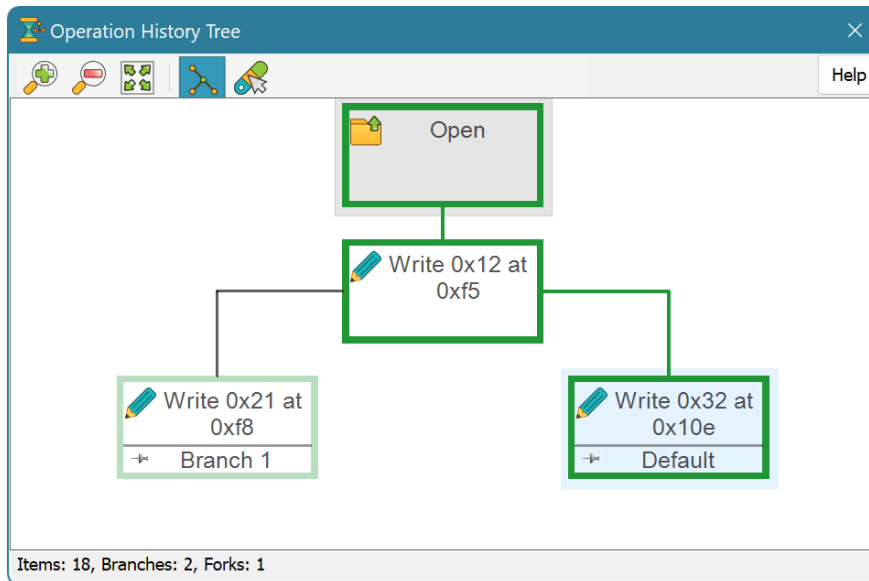 Operation History Tree
Help
Open
Write 0x12 at
0xf5
Write 0x21 at
0xf8
Branch 1
Write 0x32 at
0x10e
Default
Items: 18, Branches: 2, Forks: 1